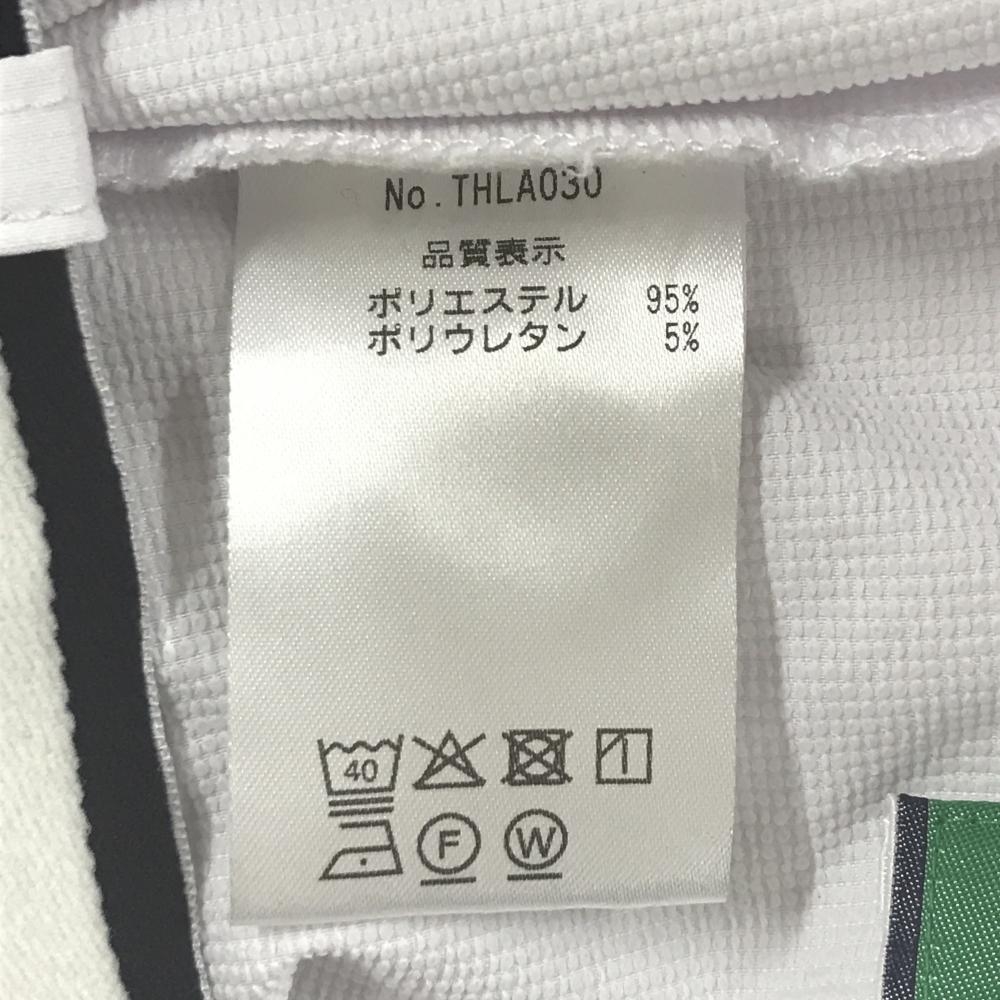 No.THLA030
品質表示
ポリエステル 95%
ポリウレタン 5%
40
F W